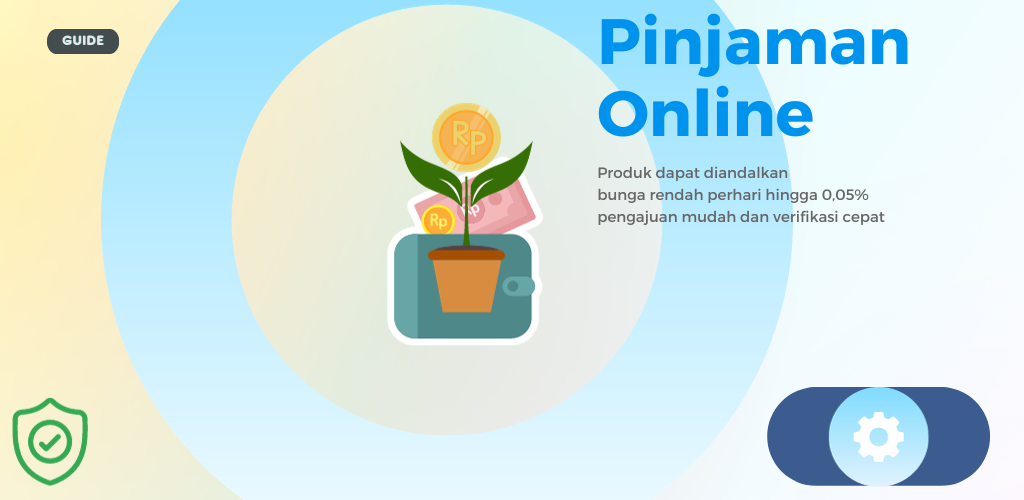 GUIDE
Pinjaman
Online
Produk dapat diandalkan
bunga rendah perhari hingga 0,05%
pengajuan mudah dan verifikasi cepat
Rp
Rp
Rp